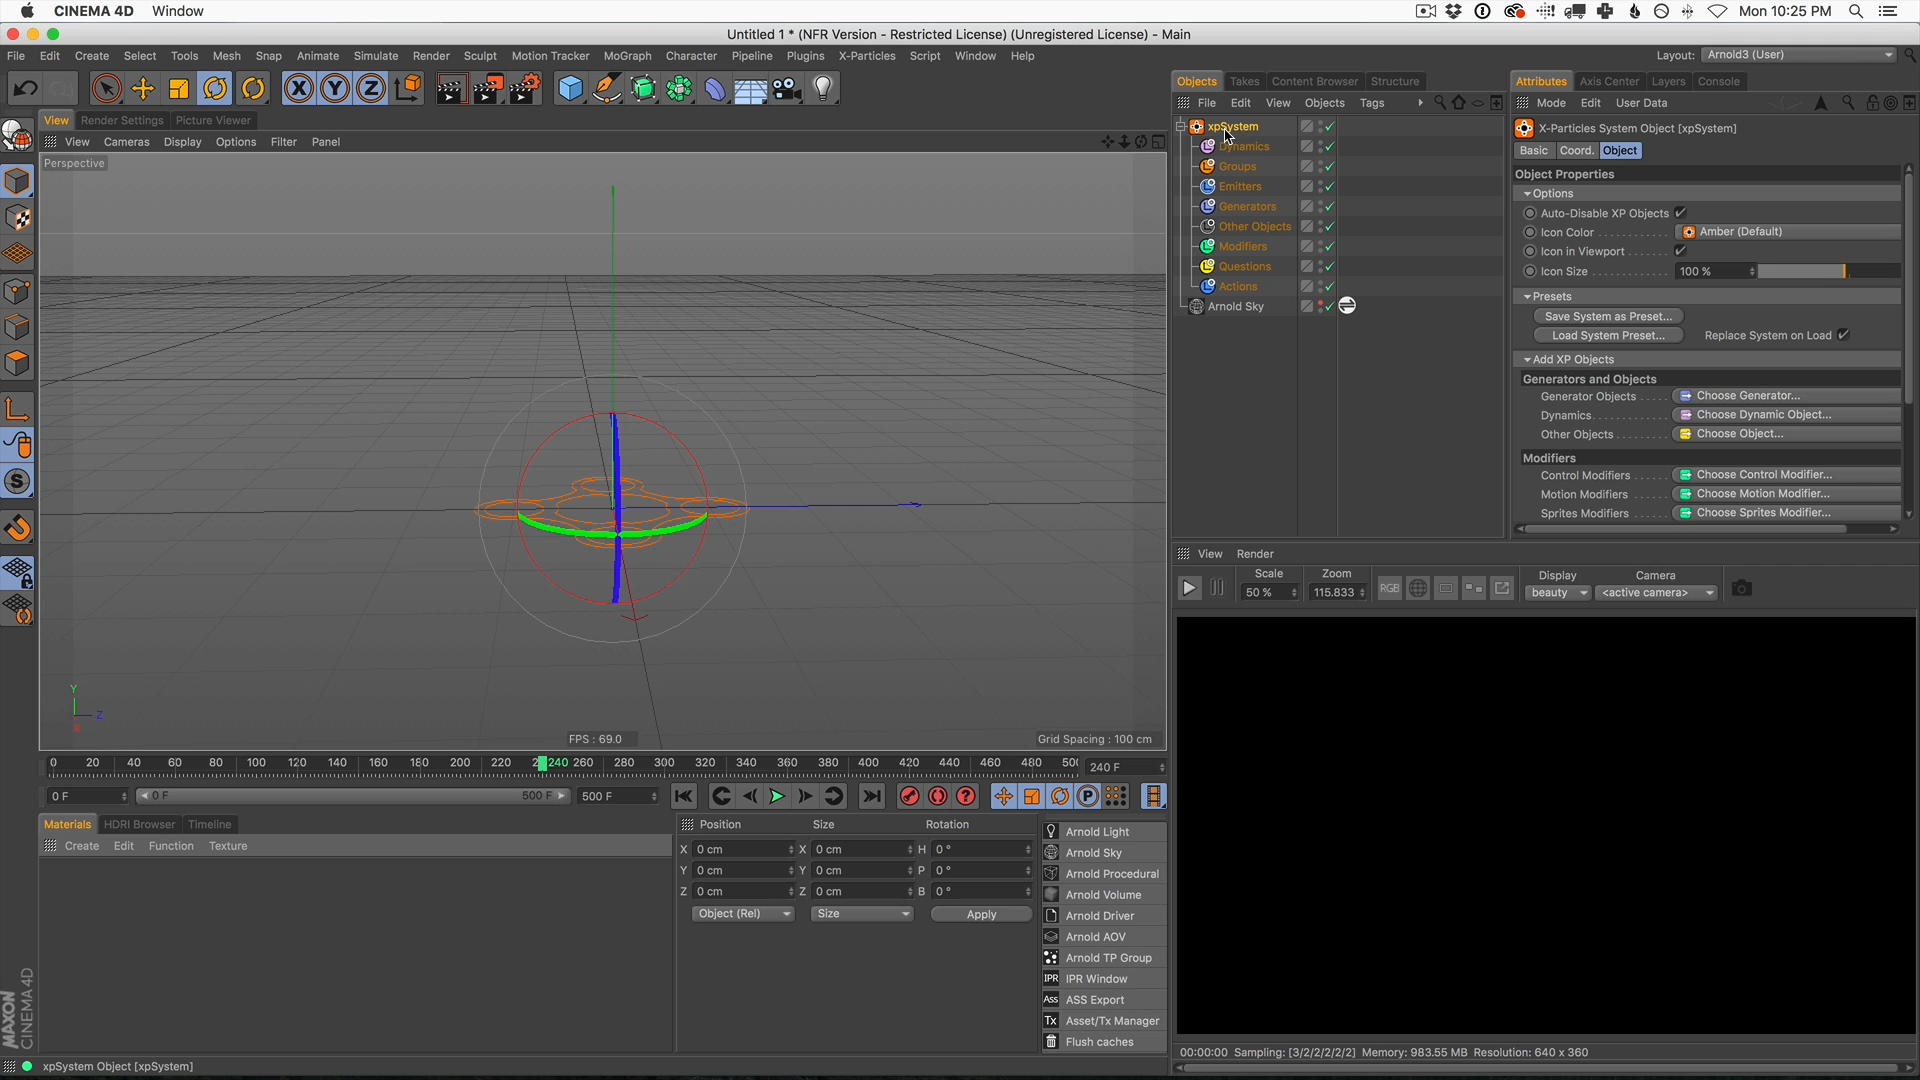 CINEMA 4D Window
Mon 10:25 PM
Untitled 1 * (NFR Version - Restricted License) (Unregistered License) - Main
File Edit Create Select Tools Mesh Snap Animate Simulate Render Sculpt Motion Tracker MoGraph Character Pipeline Plugins X-Particles Script Window Help
Layout: Arnold3 (User)
X Y Z
Objects Takes Content Browser Structure
File Edit View Objects Tags
xpSystem
Dynamics
Groups
Emitters
Generators
Other Objects
Modifiers
Questions
Actions
Arnold Sky
Attributes Axis Center Layers Console
Mode Edit User Data
X-Particles System Object [xpSystem]
Basic Coord. Object
Object Properties
Options
Auto-Disable XP Objects
Icon Color Amber (Default)
Icon in Viewport
Icon Size 100 %
Presets
Save System as Preset...
Load System Preset... Replace System on Load
Add XP Objects
Generators and Objects
Generator Objects Choose Generator...
Dynamics Choose Dynamic Object...
Other Objects Choose Object...
Modifiers
Control Modifiers Choose Control Modifier...
Motion Modifiers Choose Motion Modifier...
Sprites Modifiers Choose Sprites Modifier...
View Render Settings Picture Viewer
View Cameras Display Options Filter Panel
Perspective
Y
Z
X
FPS : 69.0
Grid Spacing : 100 cm
0 20 40 60 80 100 120 140 160 180 200 220 240 260 280 300 320 340 360 380 400 420 440 460 480 500 240 F
0 F 0 F 500 F 500 F
P
Materials HDRI Browser Timeline
Create Edit Function Texture
Position Size Rotation
X 0 cm X 0 cm H 0 °
Y 0 cm Y 0 cm P 0 °
Z 0 cm Z 0 cm B 0 °
Object (Rel) Size Apply
Arnold Light
Arnold Sky
Arnold Procedural
Arnold Volume
Arnold Driver
Arnold AOV
Arnold TP Group
IPR IPR Window
Ass ASS Export
Tx Asset/Tx Manager
Flush caches
View Render
Scale Zoom Display Camera
50 % 115.833 RGB beauty <active camera>
00:00:00 Sampling: [3/2/2/2/2/2] Memory: 983.55 MB Resolution: 640 x 360
MAXON
CINEMA 4D
xpSystem Object [xpSystem]